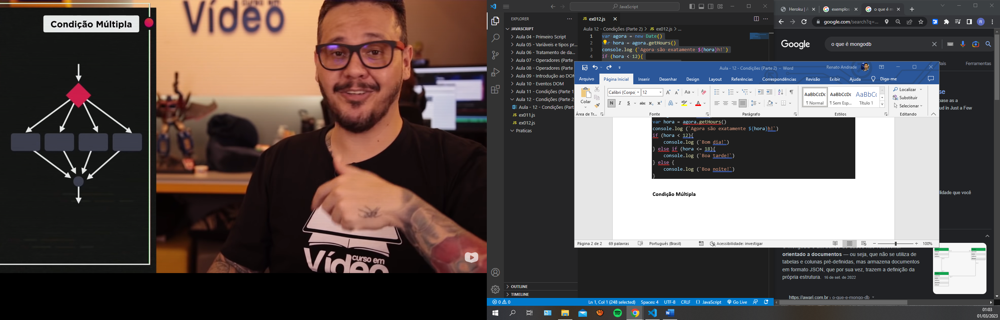 Condição Múltipla
curso em
Vídeo
curso em
Vídeo
JavaScript
EXPLORER
JAVASCRIPT
Aula 04 - Primeiro Script
Aula 05 - Variáveis e tipos pr...
Aula 06 - Tratamento de da...
Aula 07 - Operadores (Parte
Aula 08 - Operadores (Parte
Aula 09 - Introdução ao DOM
Aula 10 - Eventos DOM
Aula 11 - Condições (Parte 1
Aula 12 - Condições (Parte 2
Aula - 12 - Condições (Part
JS ex011.js
JS ex012.js
Praticas
OUTLINE
TIMELINE
JS ex012.js
Aula 12 - Condições (Parte 2) > JS ex012.js > ...
1 var agora = new Date()
2 var hora = agora.getHours()
3 console.log (`Agora são exatamente ${hora}h!`)
4 if (hora < 12){
0 0
Ln 1, Col 1 (248 selected) Spaces: 4 UTF-8 CRLF {} JavaScript Go Live
Aula - 12 - Condições (Parte 2) - Word
Renato Andrade
Arquivo Página Inicial Inserir Desenhar Design Layout Referências Correspondências Revisão Exibir Ajuda Diga-me
Colar
Calibri (Corpo) 12
N I S abc x₂ x²
Aa
AaBbCcDc AaBbCcDc AaBbCc
¶ Normal ¶ Sem Esp... Título 1
Localizar
Substituir
Selecionar
Área de Tr... Fonte Parágrafo Estilos Editando
var hora = agora.getHours()
console.log (`Agora são exatamente ${hora}h!`)
if (hora < 12){
console.log (`Bom dia!`)
} else if (hora <= 18){
console.log (`Boa tarde!`)
} else {
console.log (`Boa noite!`)
}
Condição Múltipla
Página 2 de 2 69 palavras Português (Brasil) Acessibilidade: investigar 100%
Heroku | A exemplos o que é m
google.com/search?q=...
R
Google
o que é mongodb
Mais Ferramentas
se
base as a
ud in Just a Few
lidade que você
orientado a documentos — ou seja, que não se utiliza de
tabelas e colunas pré-definidas, mas armazena documentos
em formato JSON, que por sua vez, trazem a definição da
própria estrutura. 16 de set. de 2022
https://awari.com.br › o-que-e-mongo-db
01:03
01/03/2023